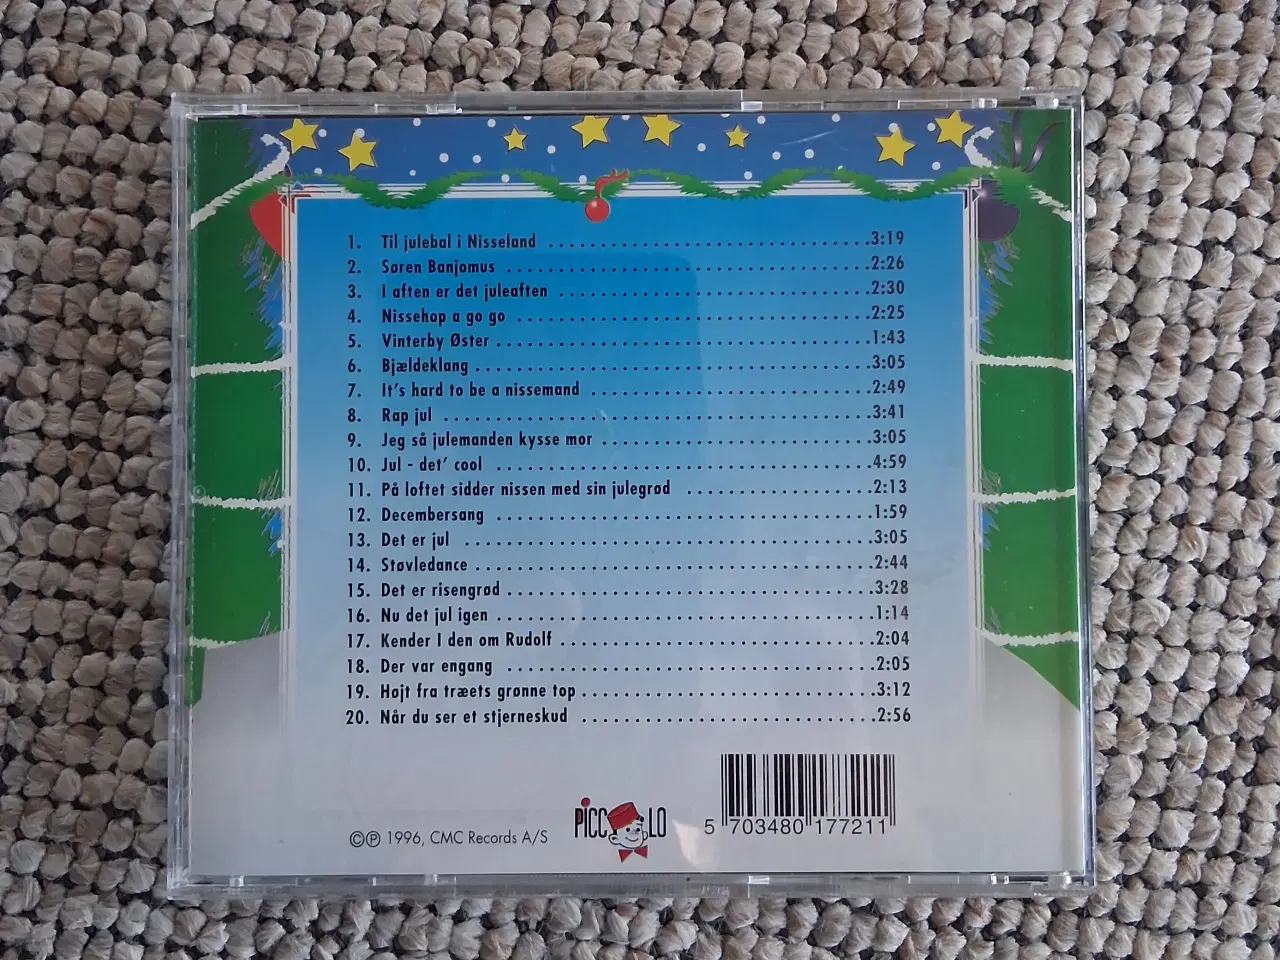 1. Til julebal i Nisseland 3:19
2. Søren Banjomus 2:26
3. I aften er det juleaften 2:30
4. Nissehop a go go 2:25
5. Vinterby Øster 1:43
6. Bjældeklang 3:05
7. It's hard to be a nissemand 2:49
8. Rap jul 3:41
9. Jeg så julemanden kysse mor 3:05
10. Jul - det' cool 4:59
11. På loftet sidder nissen med sin julegrød 2:13
12. Decembersang 1:59
13. Det er jul 3:05
14. Støvledance 2:44
15. Det er risengrød 3:28
16. Nu det jul igen 1:14
17. Kender I den om Rudolf 2:04
18. Der var engang 2:05
19. Højt fra træets grønne top 3:12
20. Når du ser et stjerneskud 2:56
©℗ 1996, CMC Records A/S
PICCOLO
5 703480 177211